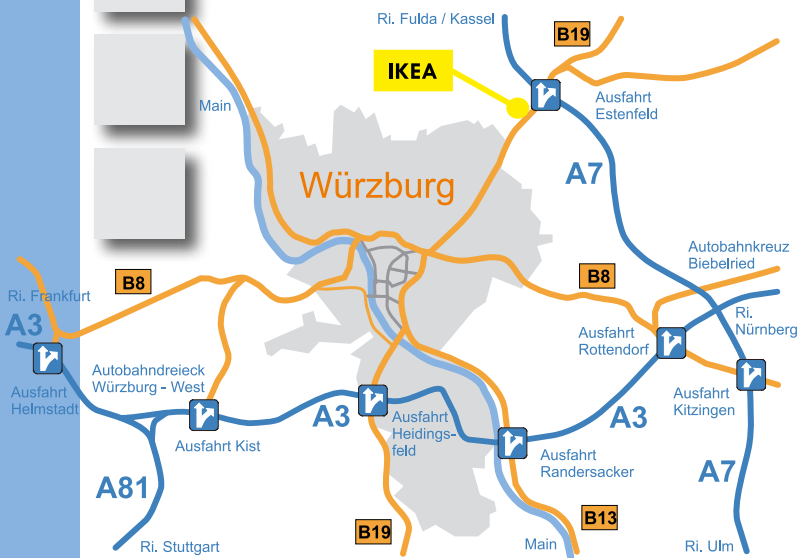 Ri. Fulda / Kassel
B19
IKEA
Main
Ausfahrt
Estenfeld
A7
Würzburg
Autobahnkreuz
Biebelried
B8
B8
Ri. Frankfurt
A3
Ri.
Nürnberg
Ausfahrt
Rottendorf
Autobahndreieck
Würzburg - West
Ausfahrt
Helmstadt
Ausfahrt
Kitzingen
A3
Ausfahrt
Heidings-
feld
A3
Ausfahrt Kist
Ausfahrt
Randersacker
A7
A81
B13
B19
Ri. Stuttgart
Main
Ri. Ulm